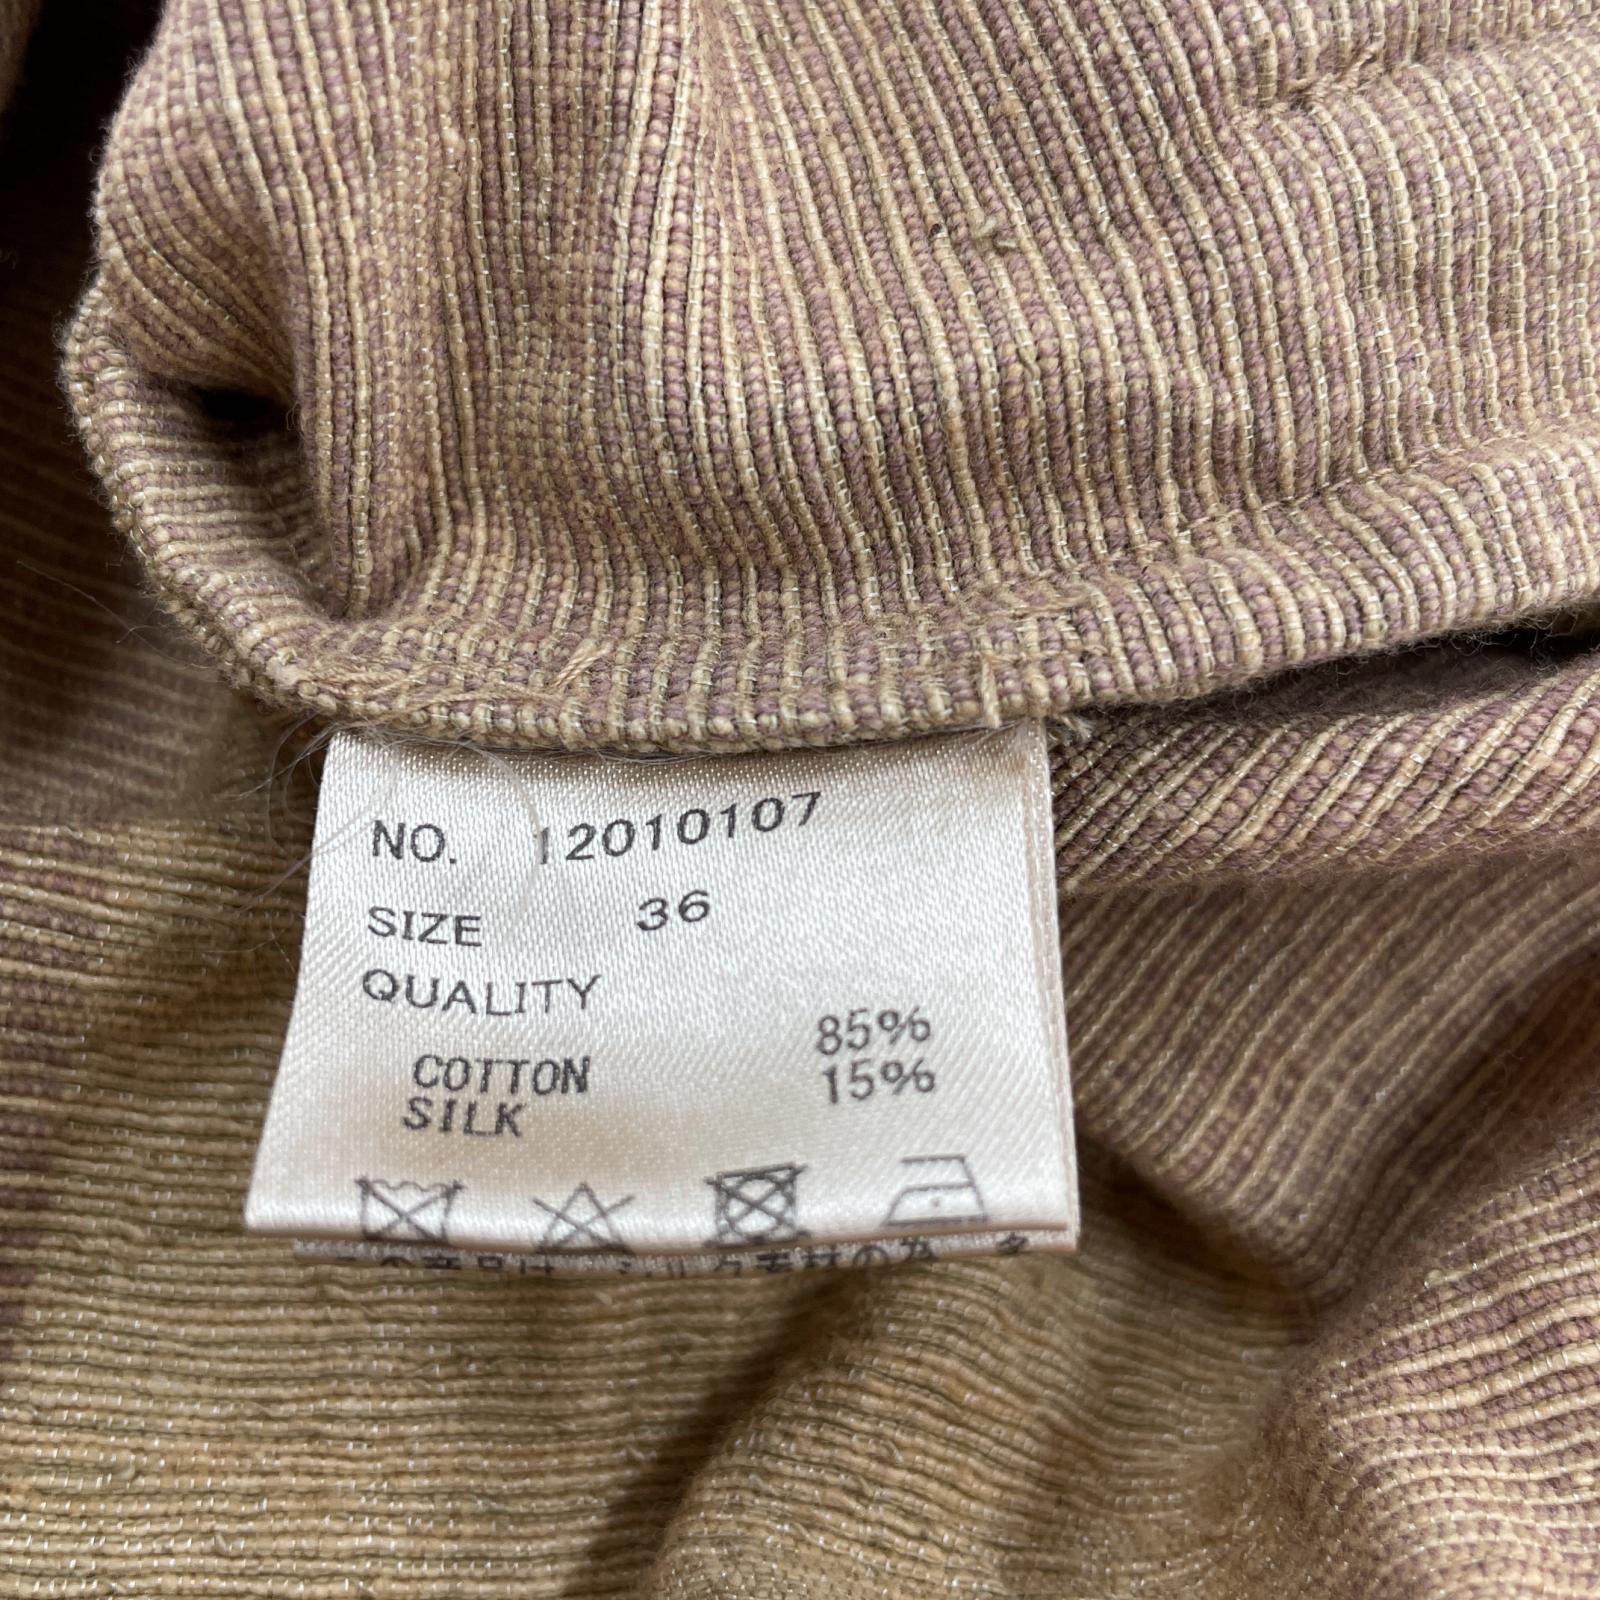 NO. 12010107
SIZE 36
QUALITY
COTTON 85%
SILK 15%